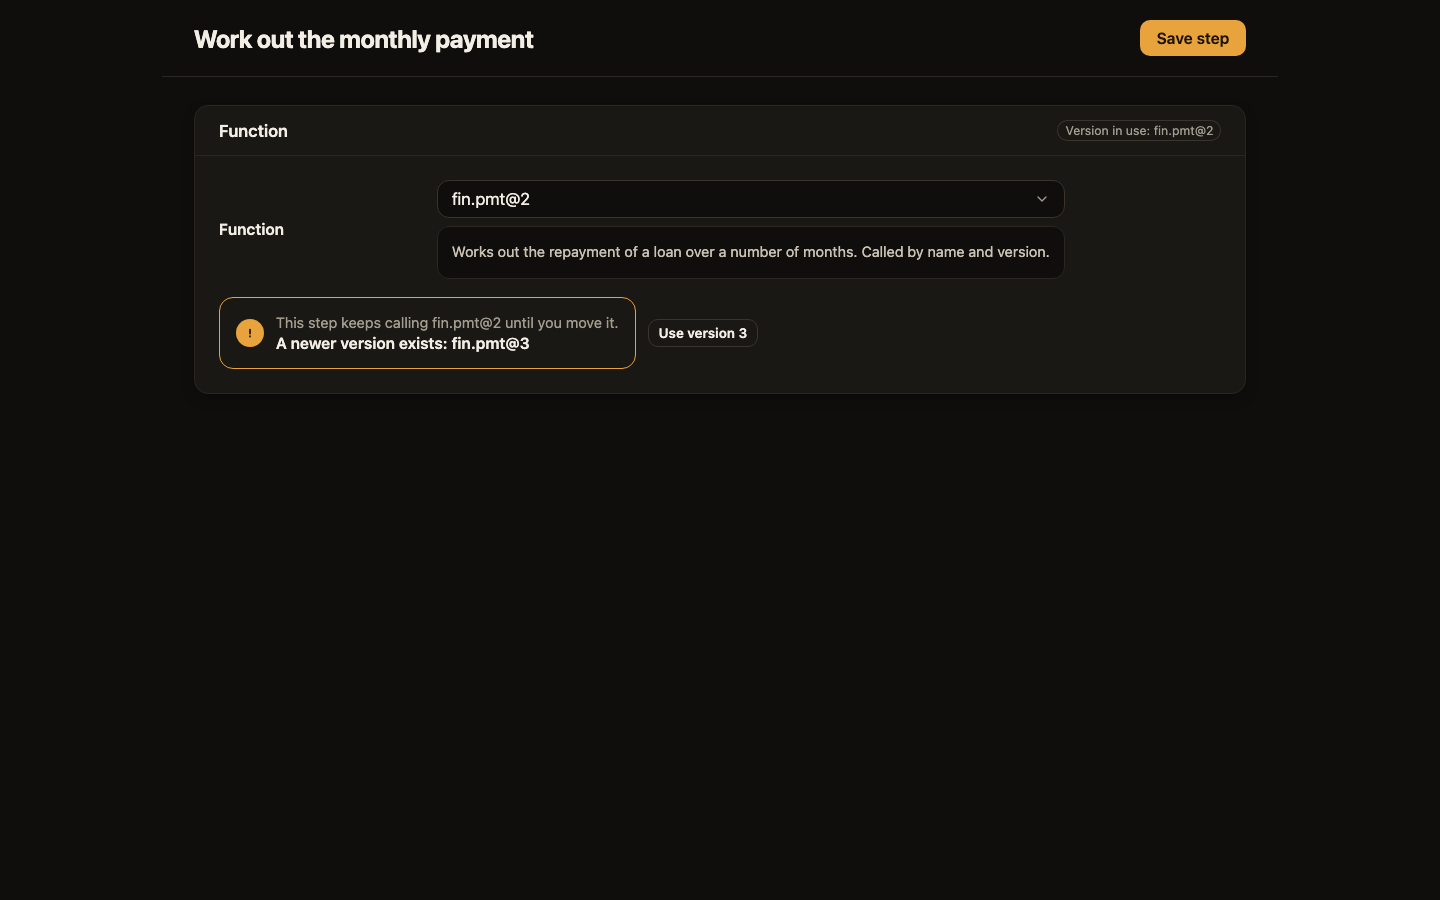 Work out the monthly payment
Save step
Function
Version in use: fin.pmt@2
Function
fin.pmt@2
Works out the repayment of a loan over a number of months. Called by name and version.
!
This step keeps calling fin.pmt@2 until you move it.
A newer version exists: fin.pmt@3
Use version 3